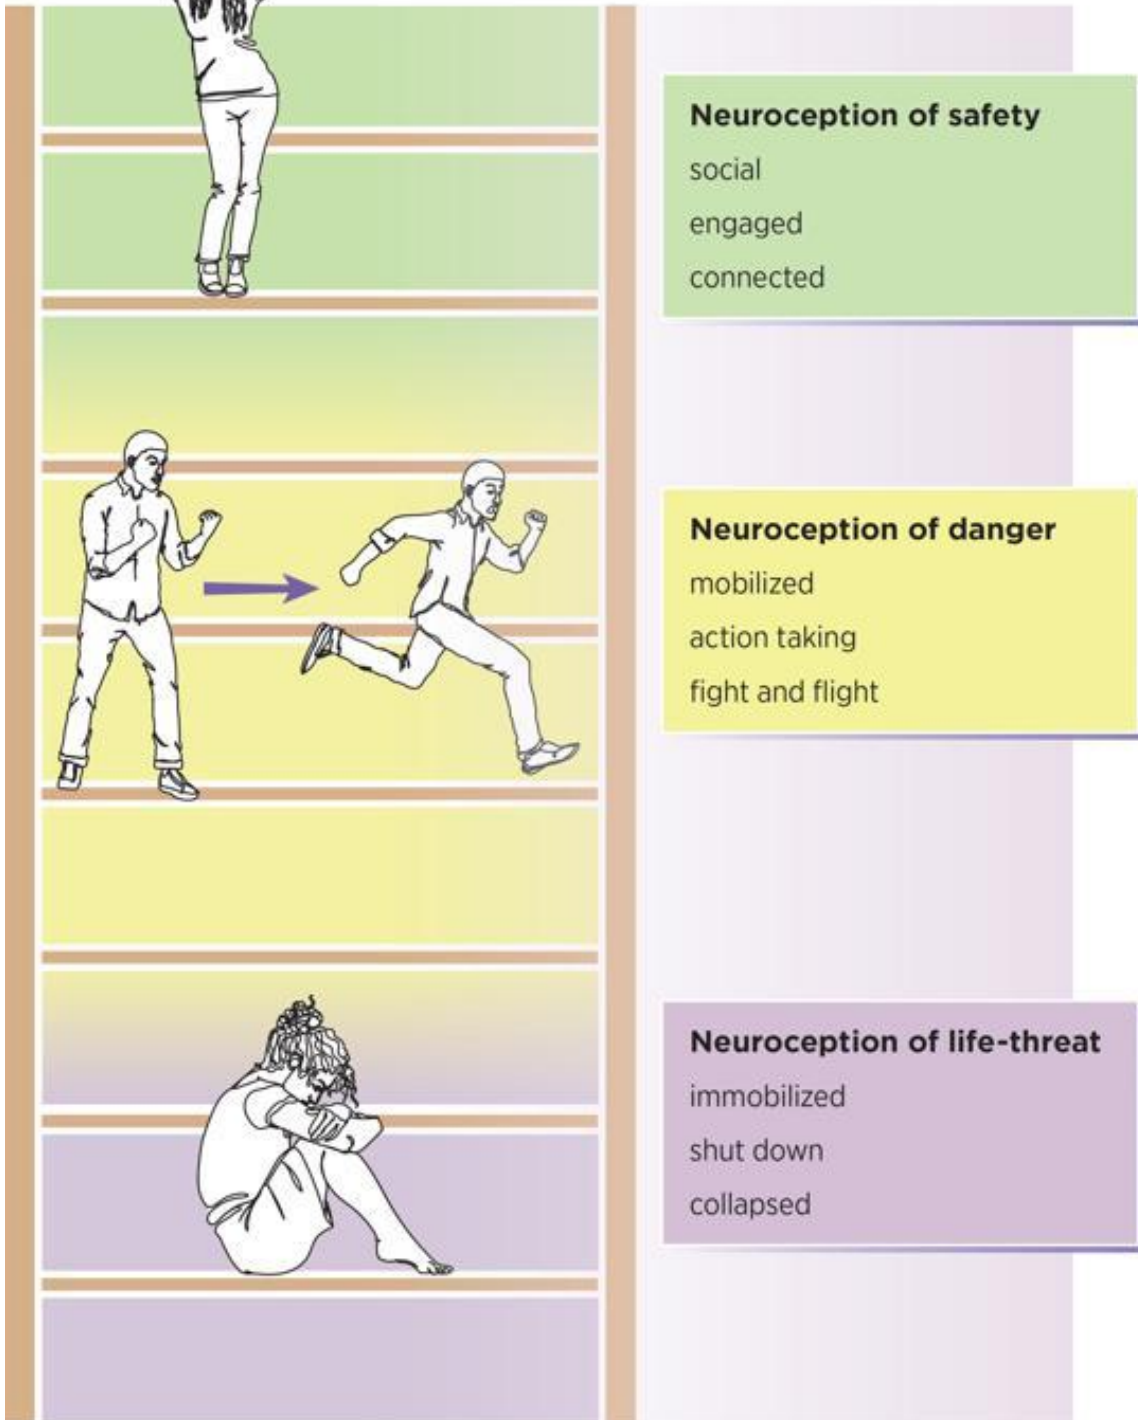 Neuroception of safety
social
engaged
connected
Neuroception of danger
mobilized
action taking
fight and flight
Neuroception of life-threat
immobilized
shut down
collapsed